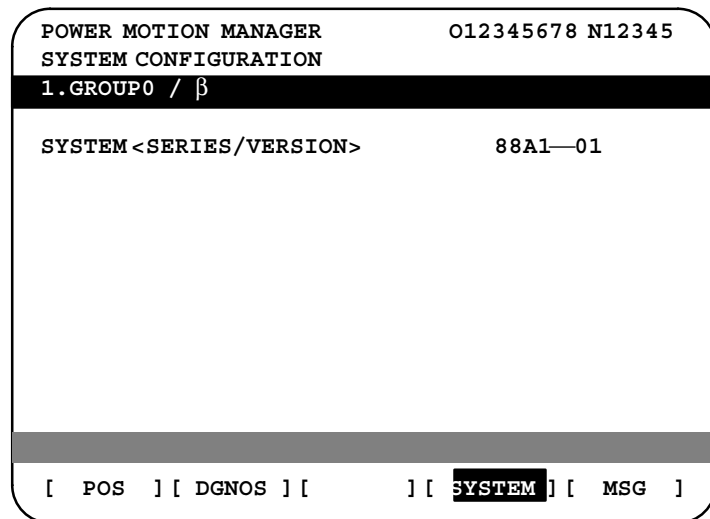 POWER MOTION MANAGER O12345678 N12345
SYSTEM CONFIGURATION
1.GROUP0 / β
SYSTEM <SERIES/VERSION> 88A1—01
[ POS ] [ DGNOS ] [ ] [ SYSTEM ] [ MSG ]